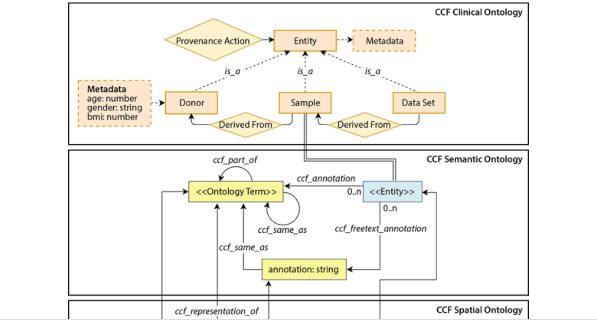 CCF Clinical Ontology
Provenance Action
Entity
Metadata
is_a
is_a
is_a
Metadata
age: number
gender: string
bmi: number
Donor
Sample
Data Set
Derived From
Derived From
CCF Semantic Ontology
ccf_part_of
<<Ontology Term>>
ccf_annotation
0..n
<<Entity>>
0..n
ccf_same_as
ccf_freetext_annotation
ccf_same_as
annotation: string
CCF Spatial Ontology
ccf_representation_of